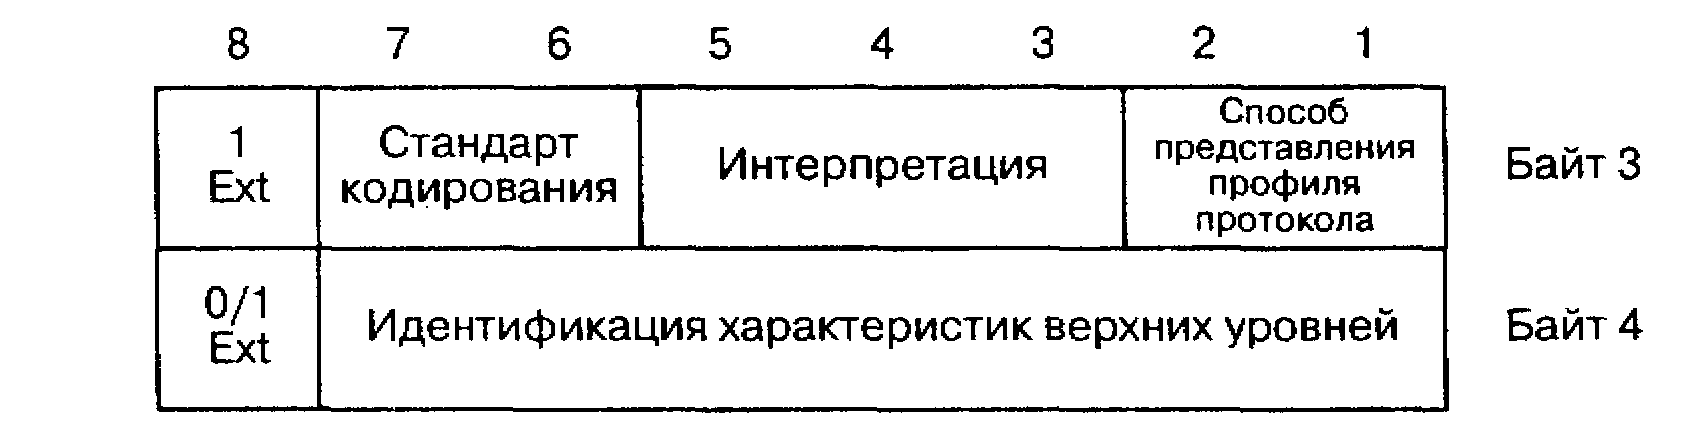 8 7 6 5 4 3 2 1
1
Ext
Стандарт
кодирования
Интерпретация
Способ
представления
профиля
протокола
Байт 3
0/1
Ext
Идентификация характеристик верхних уровней
Байт 4